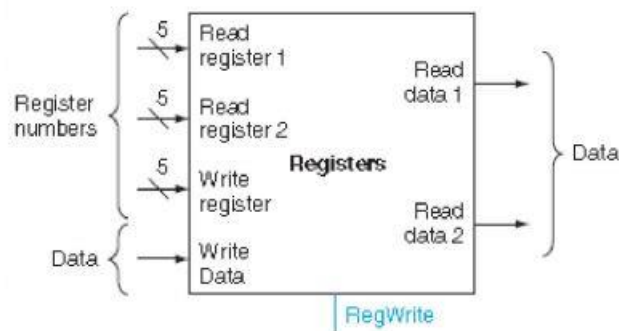 5
Read
register 1
5
Read
register 2
Register
numbers
5
Write
register
Registers
Read
data 1
Data
Read
data 2
Data
Write
Data
RegWrite